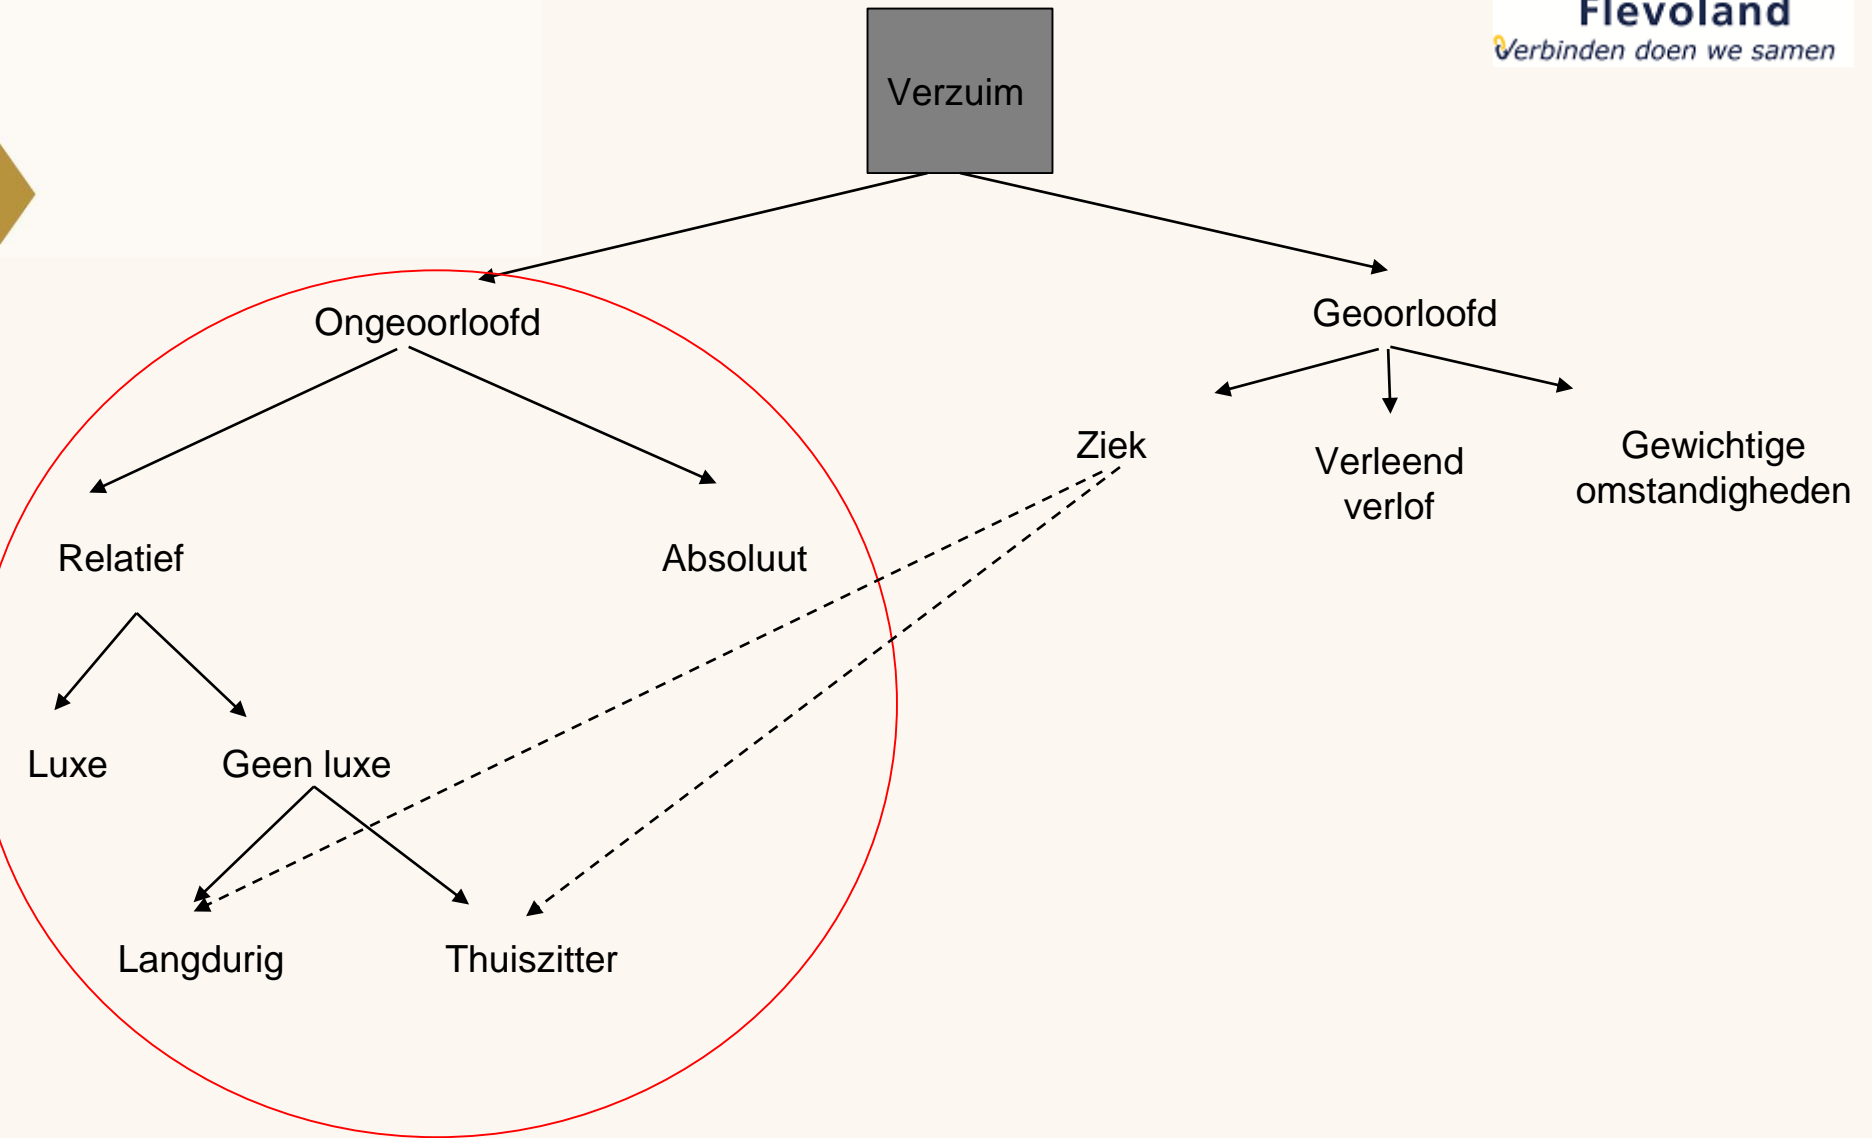 Flevoland
Verbinden doen we samen
Verzuim
Ongeoorloofd
Geoorloofd
Ziek
Verleend
verlof
Gewichtige
omstandigheden
Relatief
Absoluut
Luxe
Geen luxe
Langdurig
Thuiszitter